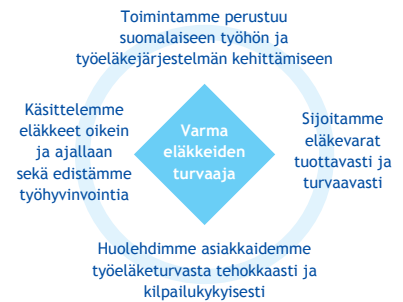 Toimintamme perustuu
suomalaiseen työhön ja
työeläkejärjestelmän kehittämiseen
Käsittelemme
eläkkeet oikein
ja ajallaan
sekä edistämme
työhyvinvointia
Varma
eläkkeiden
turvaaja
Sijoitamme
eläkevarat
tuottavasti ja
turvaavasti
Huolehdimme asiakkaidemme
työeläketurvasta tehokkaasti ja
kilpailukykyisesti